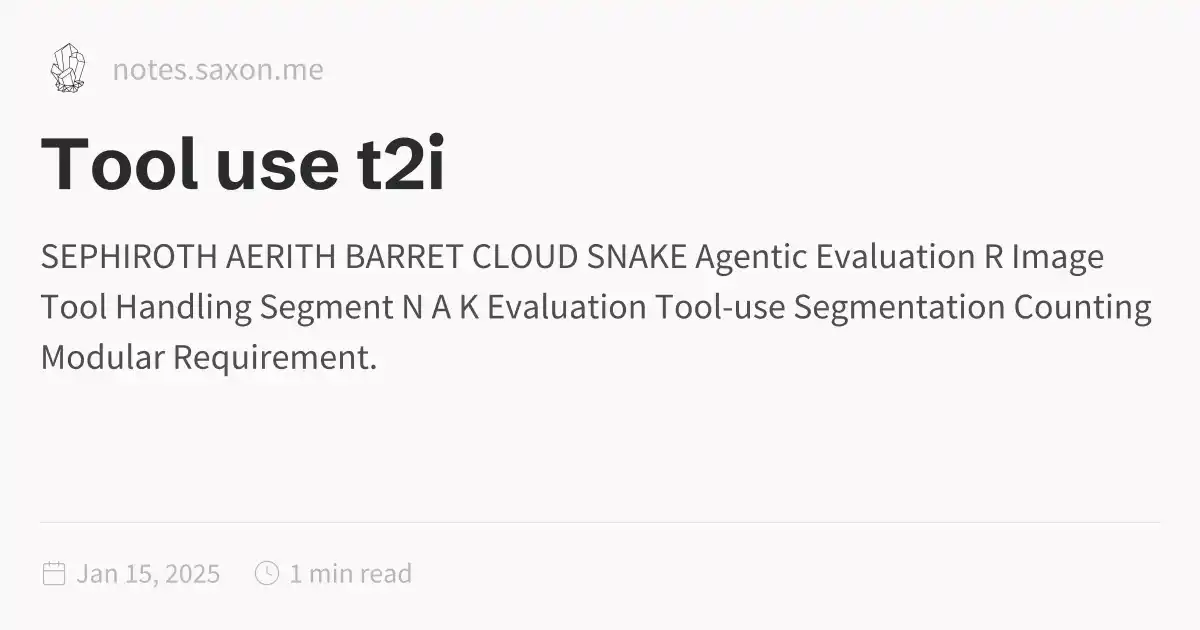 notes.saxon.me
Tool use t2i
SEPHIROTH AERITH BARRET CLOUD SNAKE Agentic Evaluation R Image
Tool Handling Segment N A K Evaluation Tool-use Segmentation Counting
Modular Requirement.
Jan 15, 2025 1 min read